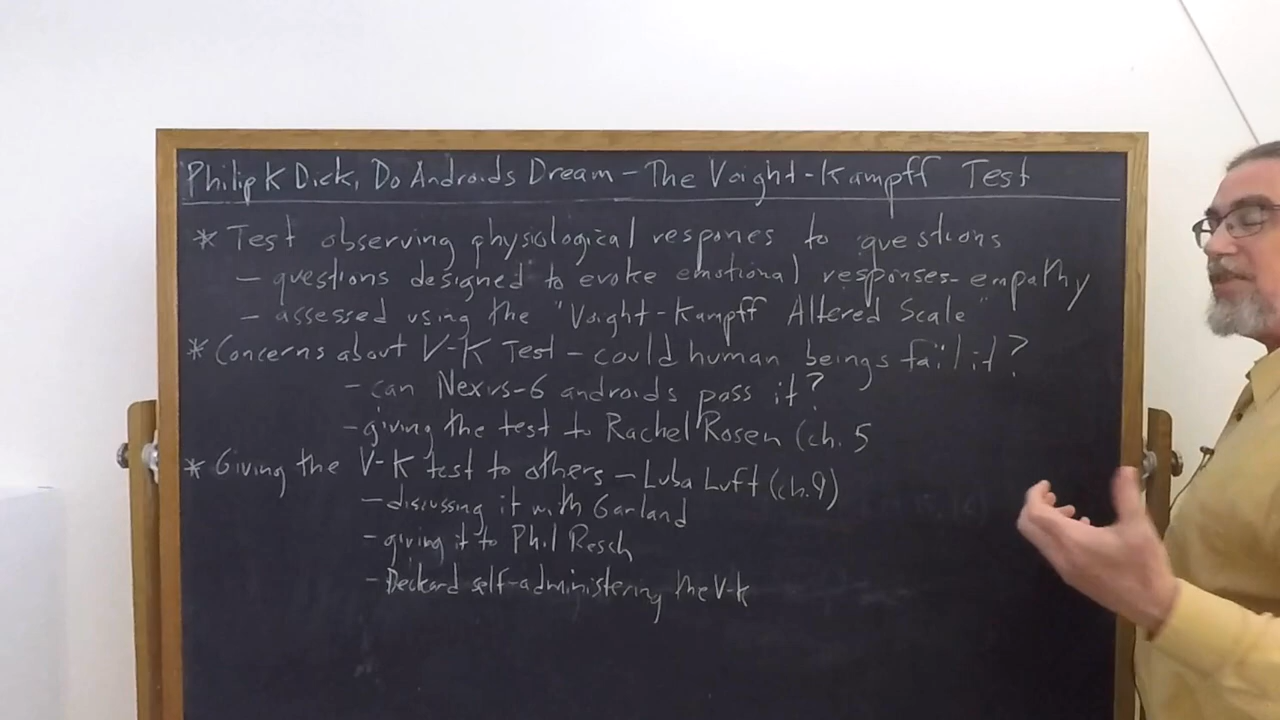 Philip K Dick, Do Androids Dream - The Voight-Kampff Test
* Test observing physiological respones to questions
- questions designed to evoke emotional responses - empathy
- assessed using the "Voight-Kampff Altered Scale"
* Concerns about V-K Test - could human beings "fail" it?
- can Nexus-6 androids pass it?
- giving the test to Rachel Rosen (ch. 5
* Giving the V-K test to others - Luba Luft (ch. 9)
- discussing it with Garland
- giving it to Phil Resch
- Deckard self-administering the V-K